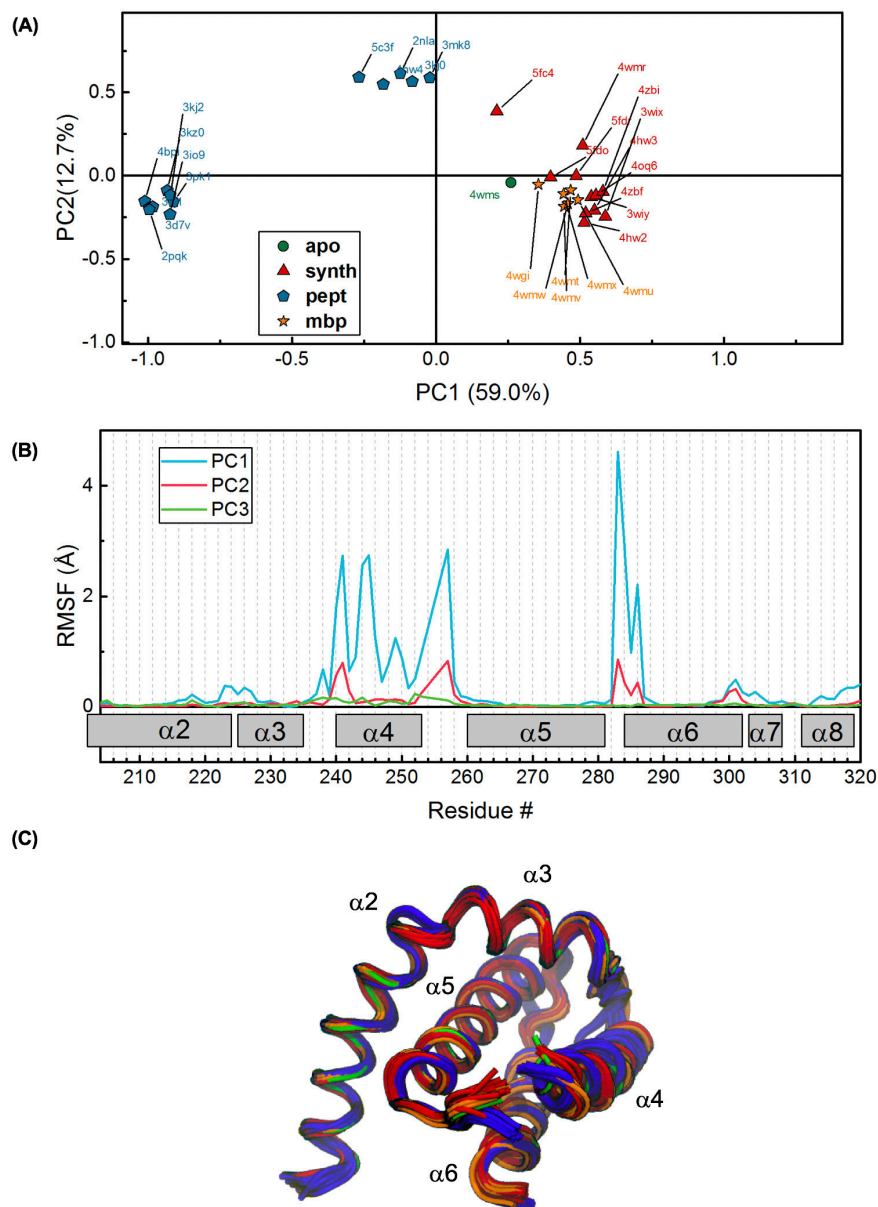 (A)
5c3f
2nla
3mk8
4hw4
3kj0
5fc4
4wmr
4zbi
3wix
5fdr
4hw3
5fdo
4oq6
4wms
4zbf
3wiy
4hw2
4wgi
4wmw
4wmt
4wmv
4wmx
4wmu
3kj2
3kz0
4bpi
3io9
3pk1
3d7v
2pqk
apo
synth
pept
mbp
0.5
0.0
-0.5
-1.0
PC2(12.7%)
-1.0 -0.5 0.0 0.5 1.0
PC1 (59.0%)
(B)
PC1
PC2
PC3
4
2
0
RMSF (Å)
α2 α3 α4 α5 α6 α7 α8
210 220 230 240 250 260 270 280 290 300 310 320
Residue #
(C)
α3
α2
α5
α4
α6